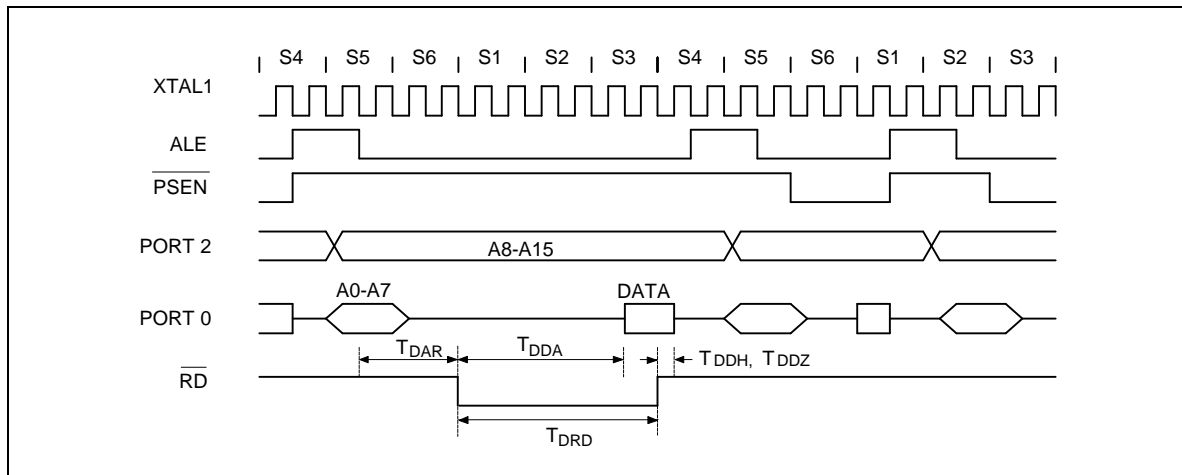 S4 S5 S6 S1 S2 S3 S4 S5 S6 S1 S2 S3
XTAL1
ALE
PSEN
PORT 2
A8-A15
A0-A7
DATA
PORT 0
TDAR
TDDA
TDDH, TDDZ
RD
TDRD